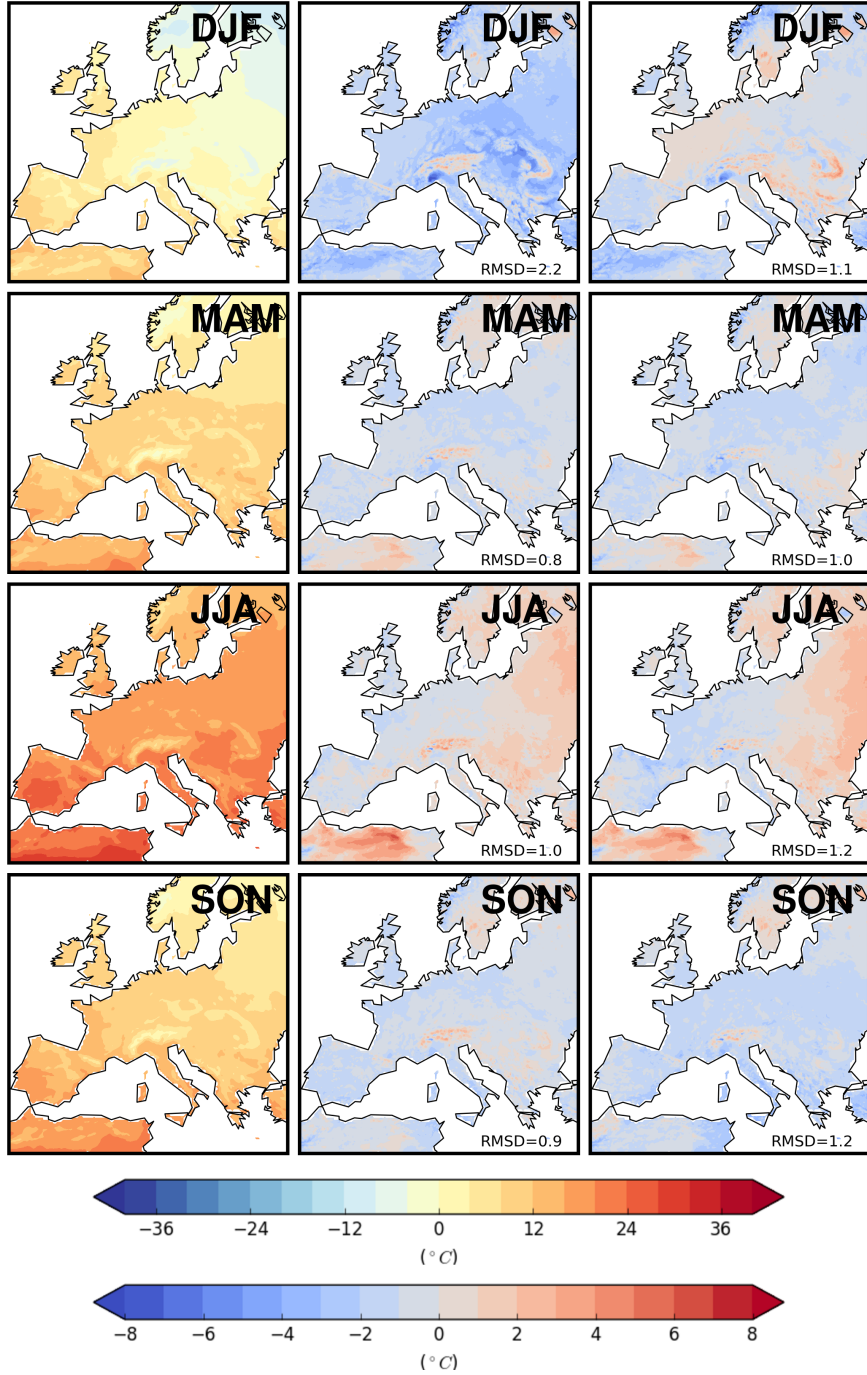 DJF DJF DJF
RMSD=2.2 RMSD=1.1
MAM MAM MAM
RMSD=0.8 RMSD=1.0
JJA JJA JJA
RMSD=1.0 RMSD=1.2
SON SON SON
RMSD=0.9 RMSD=1.2
−36 −24 −12 0 12 24 36
(°C)
−8 −6 −4 −2 0 2 4 6 8
(°C)